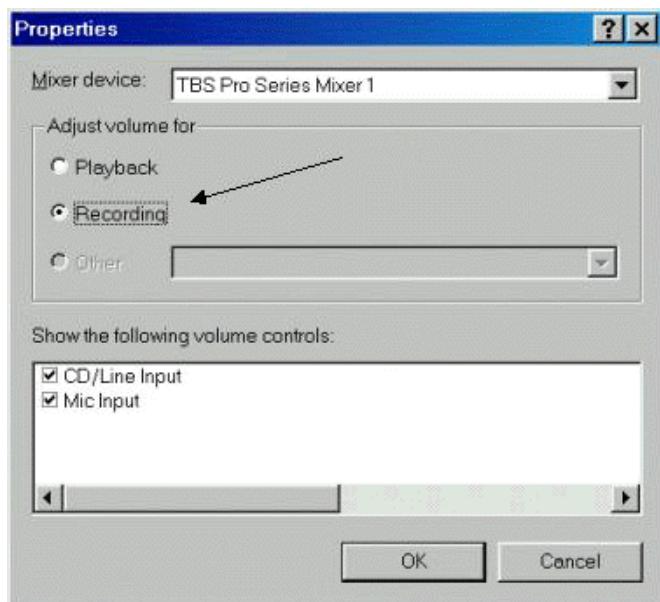 Properties
Mixer device: TBS Pro Series Mixer 1
Adjust volume for
Playback
Recording
Other
Show the following volume controls:
CD/Line Input
Mic Input
OK Cancel